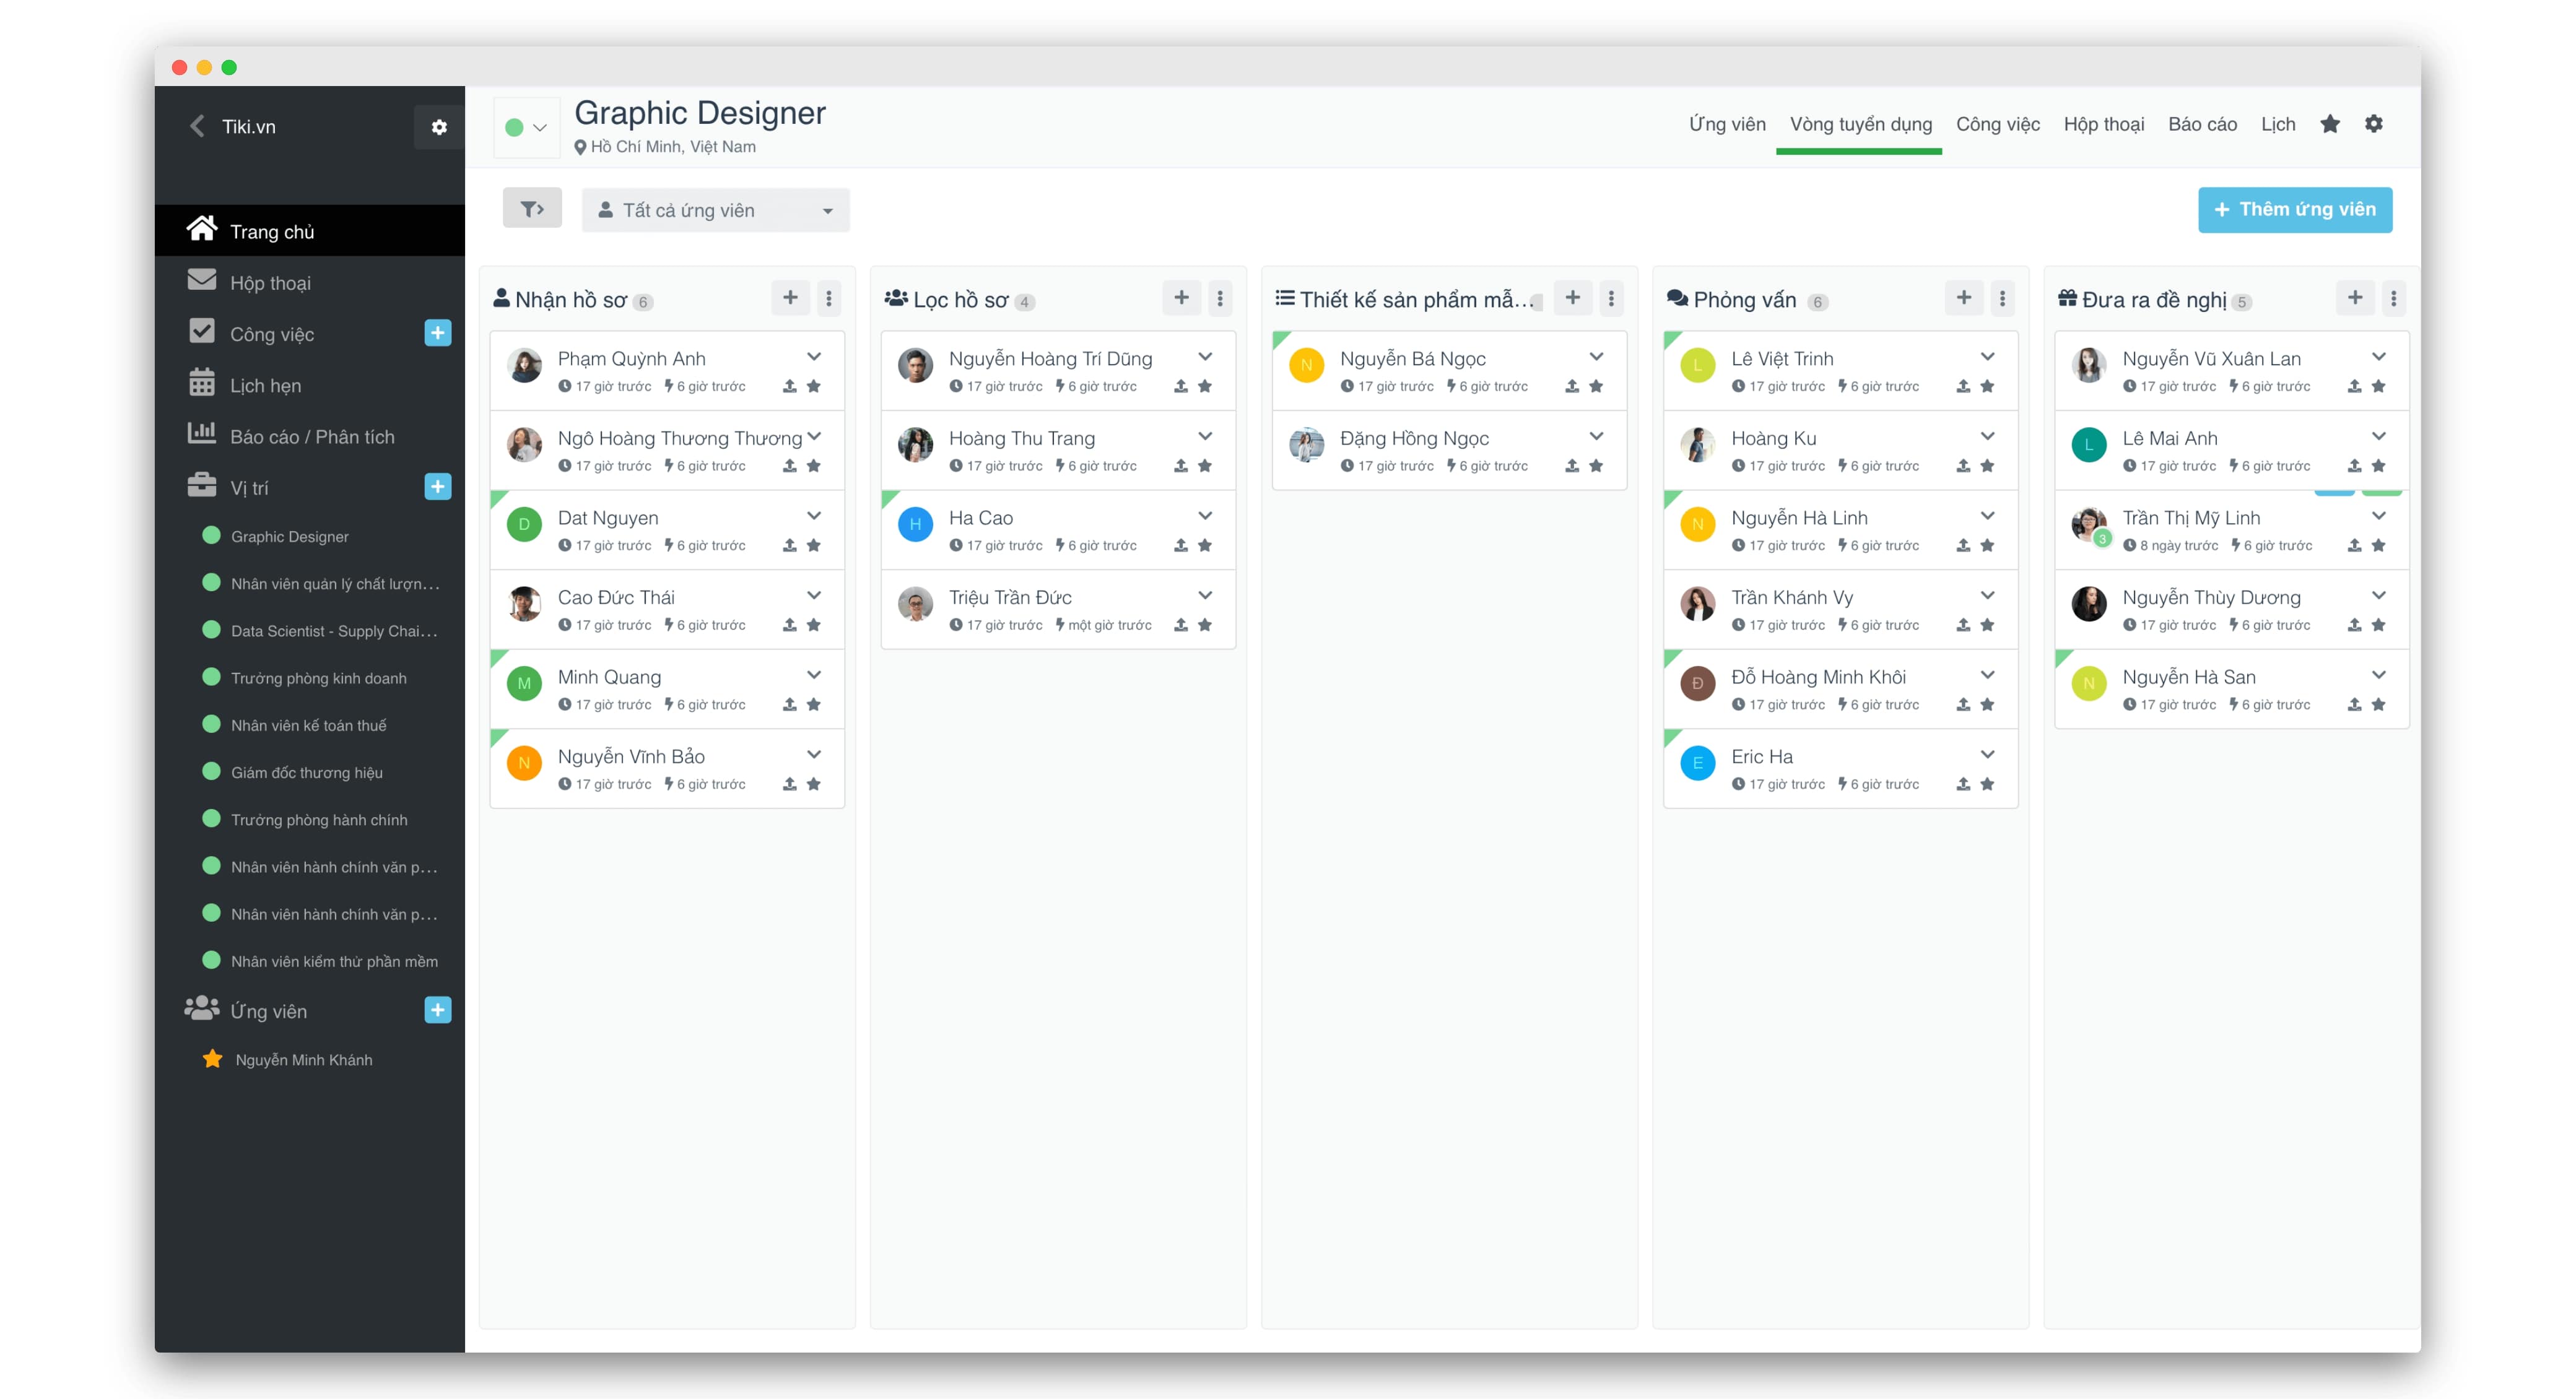 Tiki.vn
Trang chủ
Hộp thoại
Công việc
Lịch hẹn
Báo cáo / Phân tích
Vị trí
Graphic Designer
Nhân viên quản lý chất lượn...
Data Scientist - Supply Chai...
Trưởng phòng kinh doanh
Nhân viên kế toán thuế
Giám đốc thương hiệu
Trưởng phòng hành chính
Nhân viên hành chính văn p...
Nhân viên hành chính văn p...
Nhân viên kiểm thử phần mềm
Ứng viên
Nguyễn Minh Khánh
Graphic Designer
Hồ Chí Minh, Việt Nam
Ứng viên Vòng tuyển dụng Công việc Hộp thoại Báo cáo Lịch
Tất cả ứng viên
+ Thêm ứng viên
Nhận hồ sơ 6
Phạm Quỳnh Anh
17 giờ trước 6 giờ trước
Ngô Hoàng Thương Thương
17 giờ trước 6 giờ trước
D
Dat Nguyen
17 giờ trước 6 giờ trước
Cao Đức Thái
17 giờ trước 6 giờ trước
M
Minh Quang
17 giờ trước 6 giờ trước
N
Nguyễn Vĩnh Bảo
17 giờ trước 6 giờ trước
Lọc hồ sơ 4
Nguyễn Hoàng Trí Dũng
17 giờ trước 6 giờ trước
Hoàng Thu Trang
17 giờ trước 6 giờ trước
H
Ha Cao
17 giờ trước 6 giờ trước
Triệu Trần Đức
17 giờ trước một giờ trước
Thiết kế sản phẩm mẫ...
N
Nguyễn Bá Ngọc
17 giờ trước 6 giờ trước
Đặng Hồng Ngọc
17 giờ trước 6 giờ trước
Phỏng vấn 6
L
Lê Việt Trinh
17 giờ trước 6 giờ trước
Hoàng Ku
17 giờ trước 6 giờ trước
N
Nguyễn Hà Linh
17 giờ trước 6 giờ trước
Trần Khánh Vy
17 giờ trước 6 giờ trước
Đ
Đỗ Hoàng Minh Khôi
17 giờ trước 6 giờ trước
E
Eric Ha
17 giờ trước 6 giờ trước
Đưa ra đề nghị 5
Nguyễn Vũ Xuân Lan
17 giờ trước 6 giờ trước
L
Lê Mai Anh
17 giờ trước 6 giờ trước
3
Trần Thị Mỹ Linh
8 ngày trước 6 giờ trước
Nguyễn Thùy Dương
17 giờ trước 6 giờ trước
N
Nguyễn Hà San
17 giờ trước 6 giờ trước